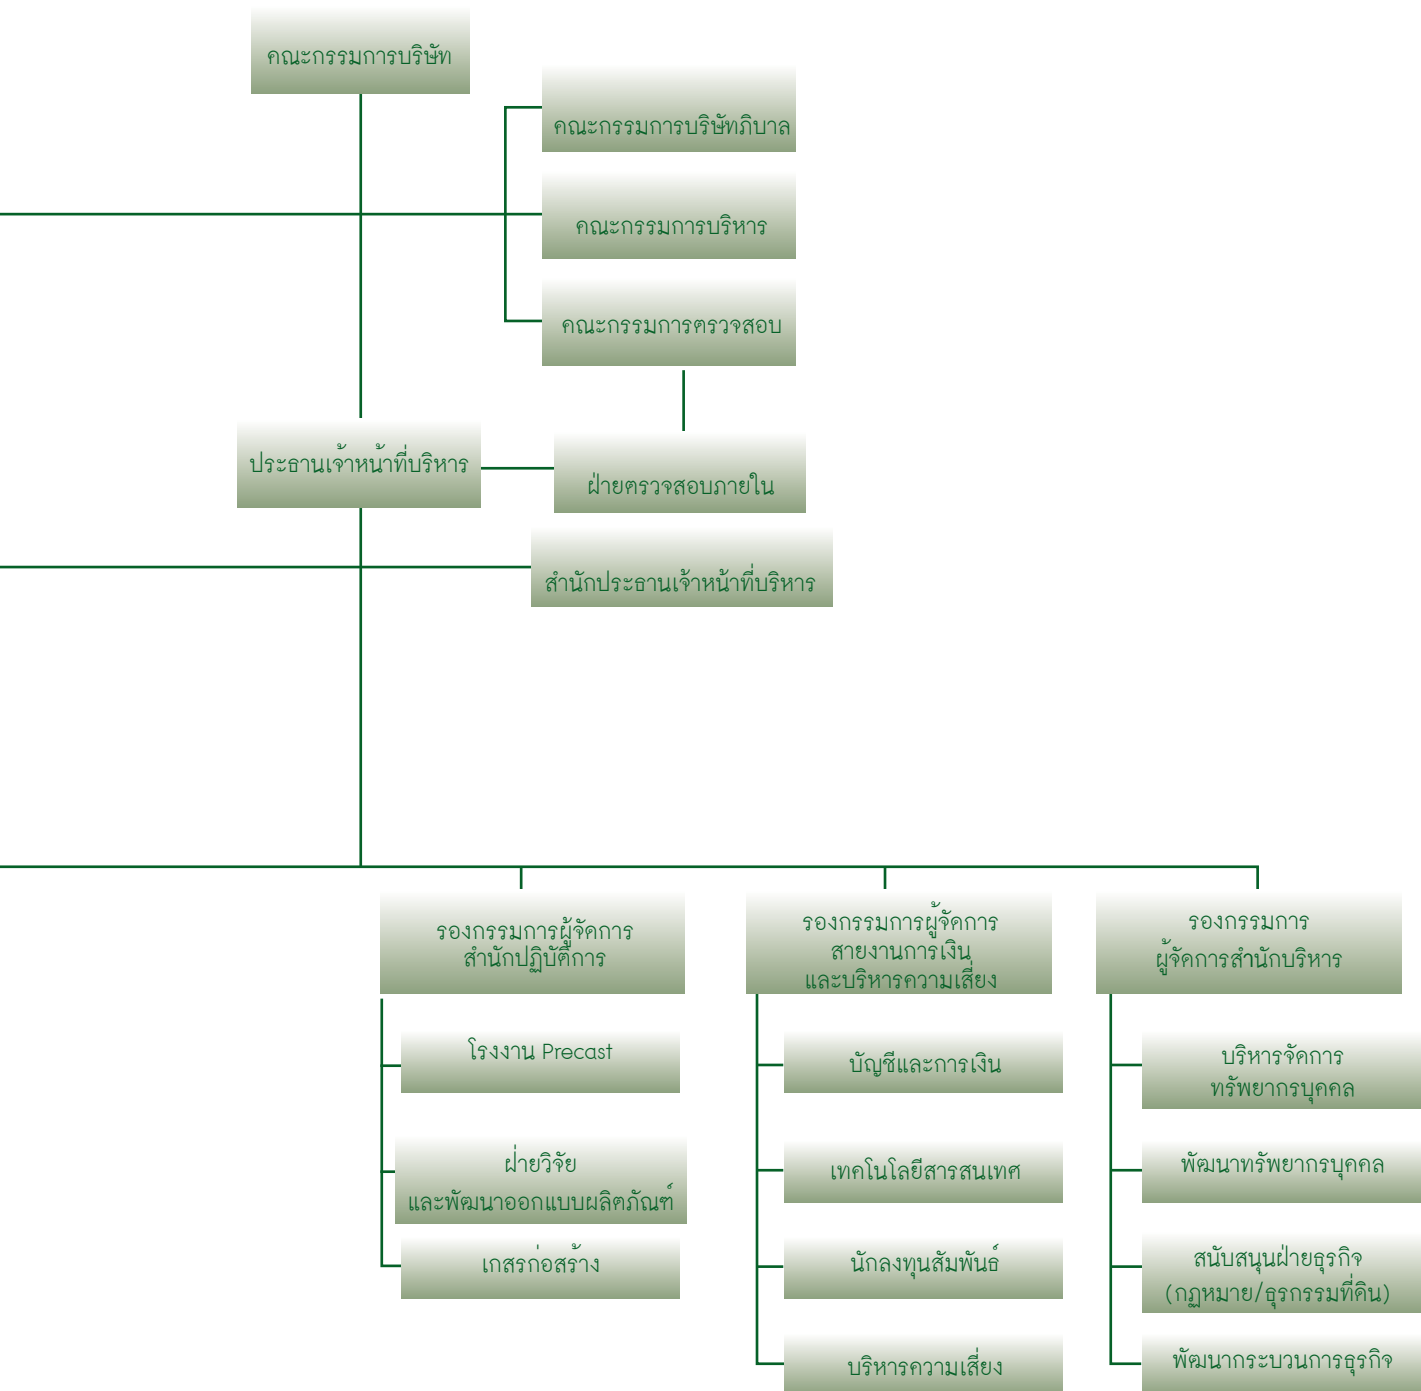 คณะกรรมการบริษัท
คณะกรรมการบริษัทภิบาล
คณะกรรมการบริหาร
คณะกรรมการตรวจสอบ
ประธานเจ้าหน้าที่บริหาร
ฝ่ายตรวจสอบภายใน
สำนักประธานเจ้าหน้าที่บริหาร
รองกรรมการผู้จัดการ
สำนักปฏิบัติการ
โรงงาน Precast
ฝ่ายวิจัย
และพัฒนาออกแบบผลิตภัณฑ์
เกสรก่อสร้าง
รองกรรมการผู้จัดการ
สายงานการเงิน
และบริหารความเสี่ยง
บัญชีและการเงิน
เทคโนโลยีสารสนเทศ
นักลงทุนสัมพันธ์
บริหารความเสี่ยง
รองกรรมการ
ผู้จัดการสำนักบริหาร
บริหารจัดการ
ทรัพยากรบุคคล
พัฒนาทรัพยากรบุคคล
สนับสนุนฝ่ายธุรกิจ
(กฎหมาย/ธุรกรรมที่ดิน)
พัฒนากระบวนการธุรกิจ